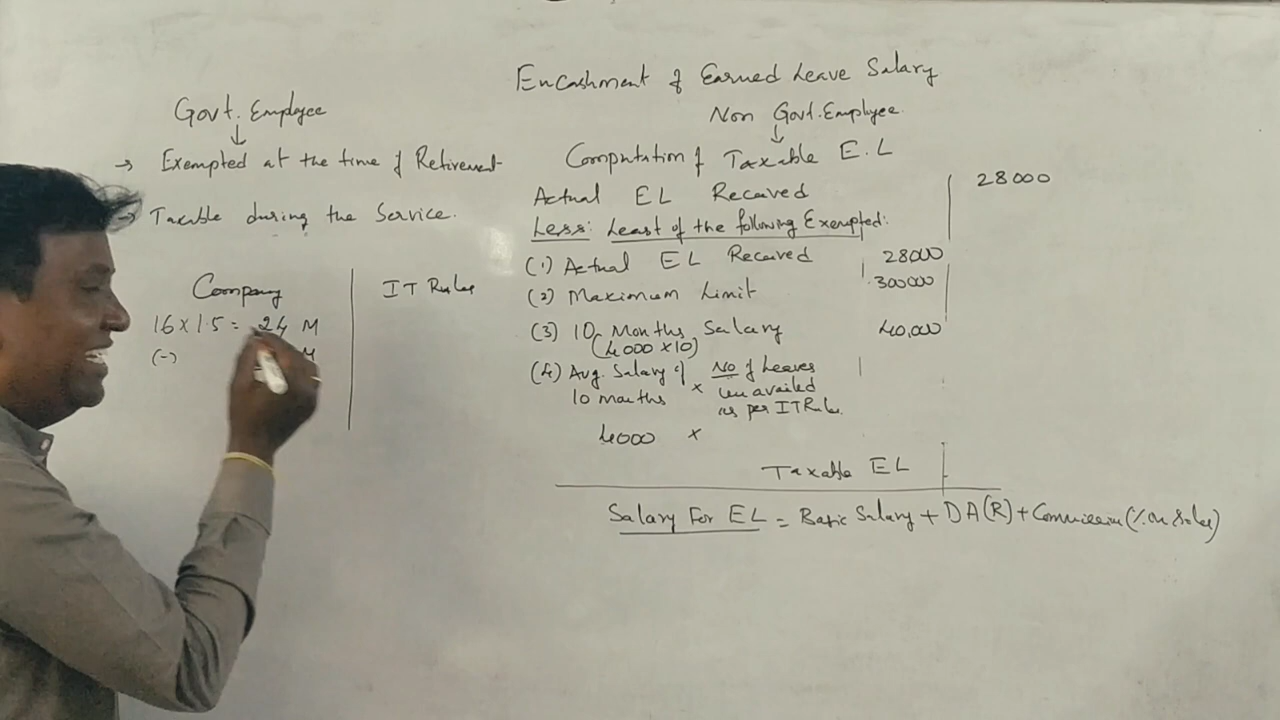 Encashment of Earned Leave Salary
Govt. Employee
→ Exempted at the time of Retirement
→ Taxable during the Service.
Company
IT Rules
16 x 1.5 = 24 M
(-) M
Non Govt. Employee.
Computation of Taxable E.L
Actual EL Received 28000
Less: Least of the following Exempted:
(1) Actual EL Received 28000
(2) Maximum Limit 300000
(3) 10 Months Salary 40,000
(4000 x10)
(4) Avg. Salary of 10 months x No of Leaves un availed as per IT Rules.
4000 x
Taxable EL
Salary For EL = Basic Salary + DA(R) + Commission (% on Sales)